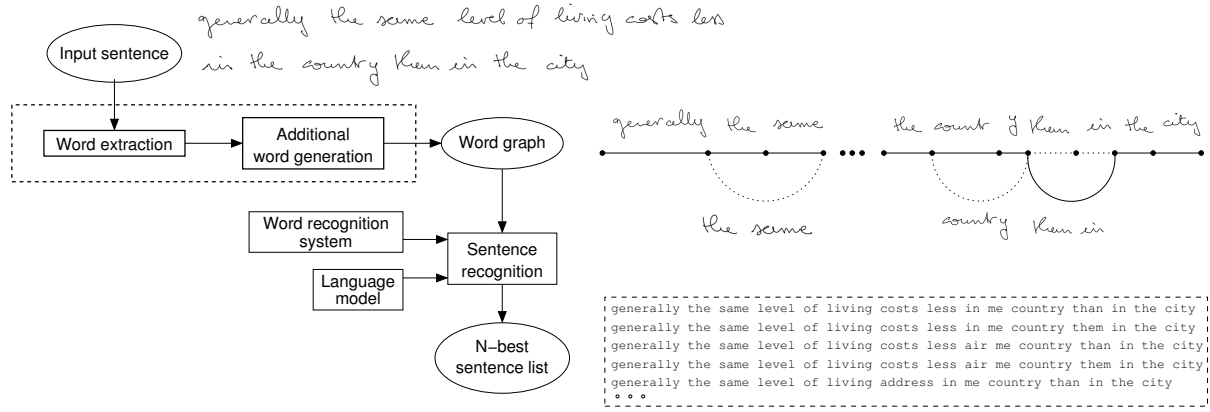 generally the same level of living costs less
in the country than in the city
Input sentence
Word extraction
Additional
word generation
Word graph
Word recognition
system
Language
model
Sentence
recognition
N−best
sentence list
generally the same the count y than in the city
the same country than in
generally the same level of living costs less in me country than in the city
generally the same level of living costs less in me country them in the city
generally the same level of living costs less air me country than in the city
generally the same level of living costs less air me country them in the city
generally the same level of living address in me country than in the city